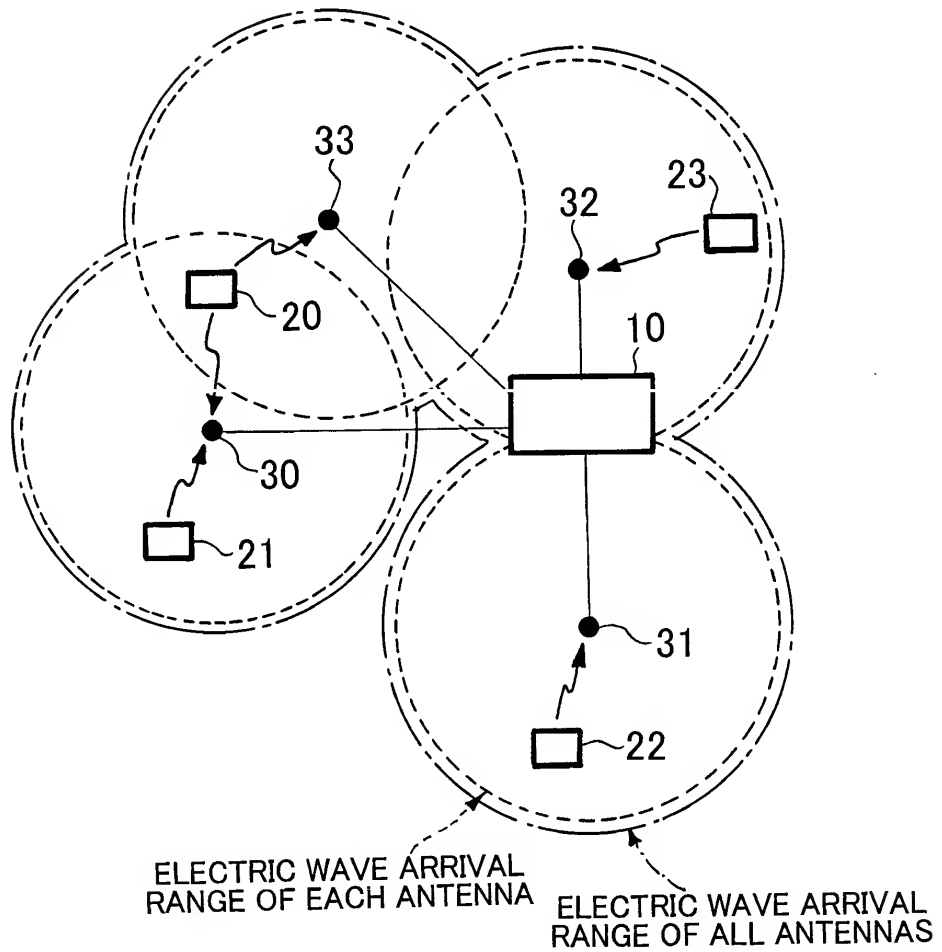 33
23
32
20
10
30
21
31
22
ELECTRIC WAVE ARRIVAL
RANGE OF EACH ANTENNA
ELECTRIC WAVE ARRIVAL
RANGE OF ALL ANTENNAS